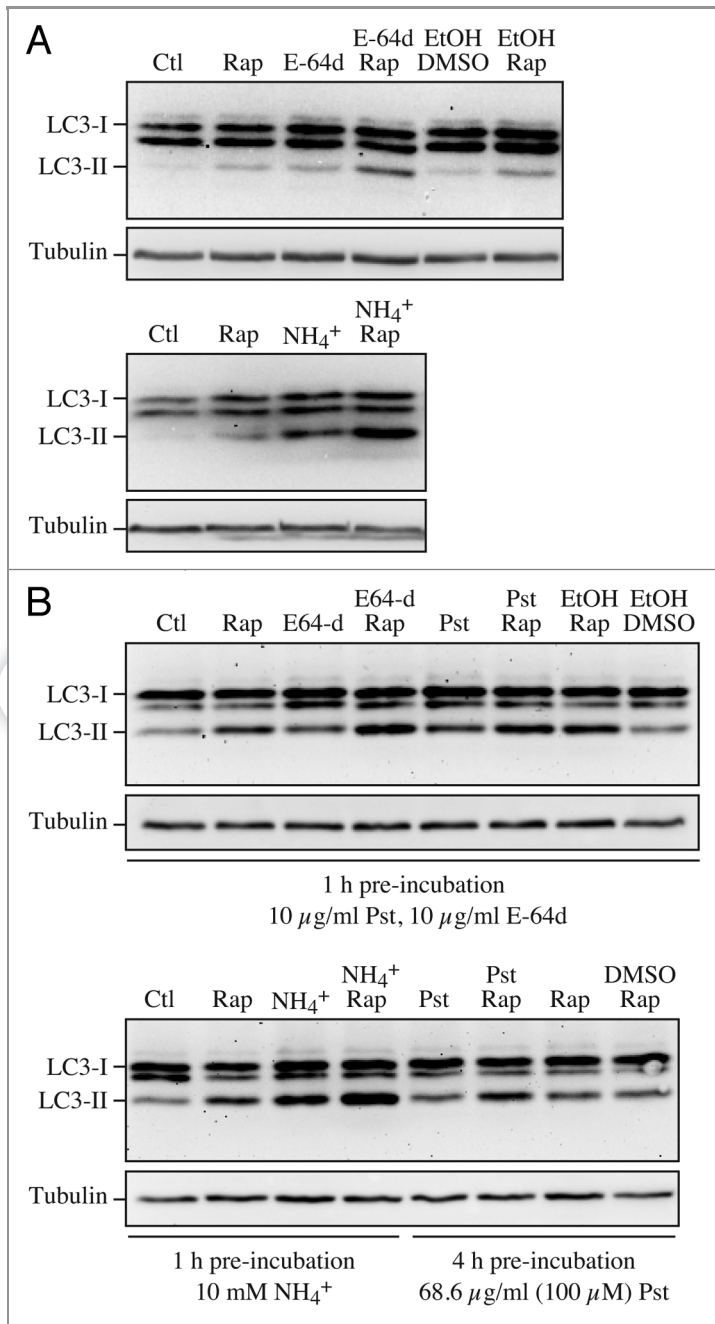 A
Ctl Rap E-64d E-64d Rap EtOH DMSO EtOH Rap
LC3-I
LC3-II
Tubulin
Ctl Rap NH₄⁺ NH₄⁺ Rap
LC3-I
LC3-II
Tubulin
B
Ctl Rap E64-d E64-d Rap Pst Pst Rap EtOH Rap EtOH DMSO
LC3-I
LC3-II
Tubulin
1 h pre-incubation
10 µg/ml Pst, 10 µg/ml E-64d
Ctl Rap NH₄⁺ NH₄⁺ Rap Pst Pst Rap Rap DMSO Rap
LC3-I
LC3-II
Tubulin
1 h pre-incubation
10 mM NH₄⁺
4 h pre-incubation
68.6 µg/ml (100 µM) Pst